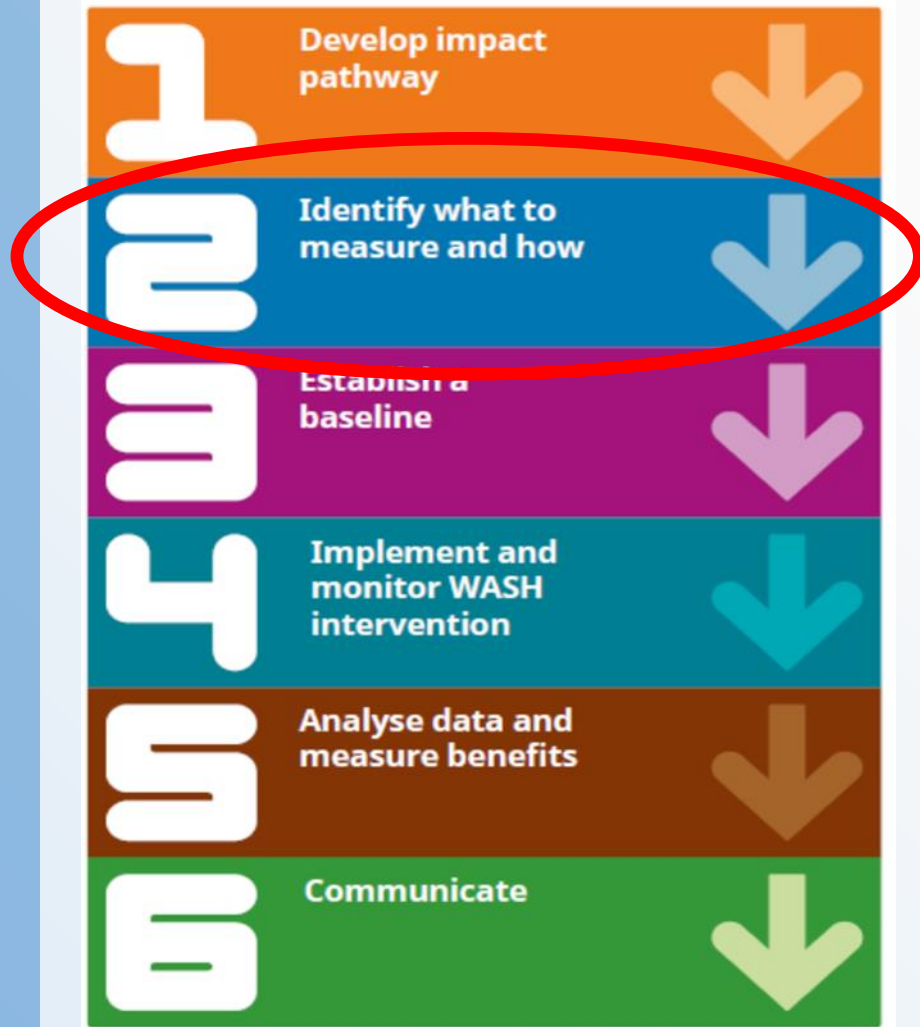 1
Develop impact
pathway
2
Identify what to
measure and how
3
Establish a
baseline
4
Implement and
monitor WASH
intervention
5
Analyse data and
measure benefits
6
Communicate